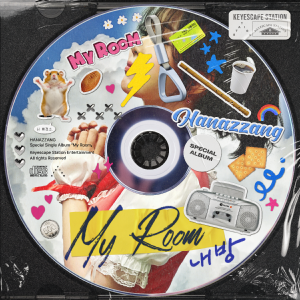 KEYESCAPE STATION
MY ROOM
Hanazzang
HANAZZANG
Special Single Album "My Room"
Keyescape Station Entertainment
All rights Reserved
SPECIAL
ALBUM
My Room
내방